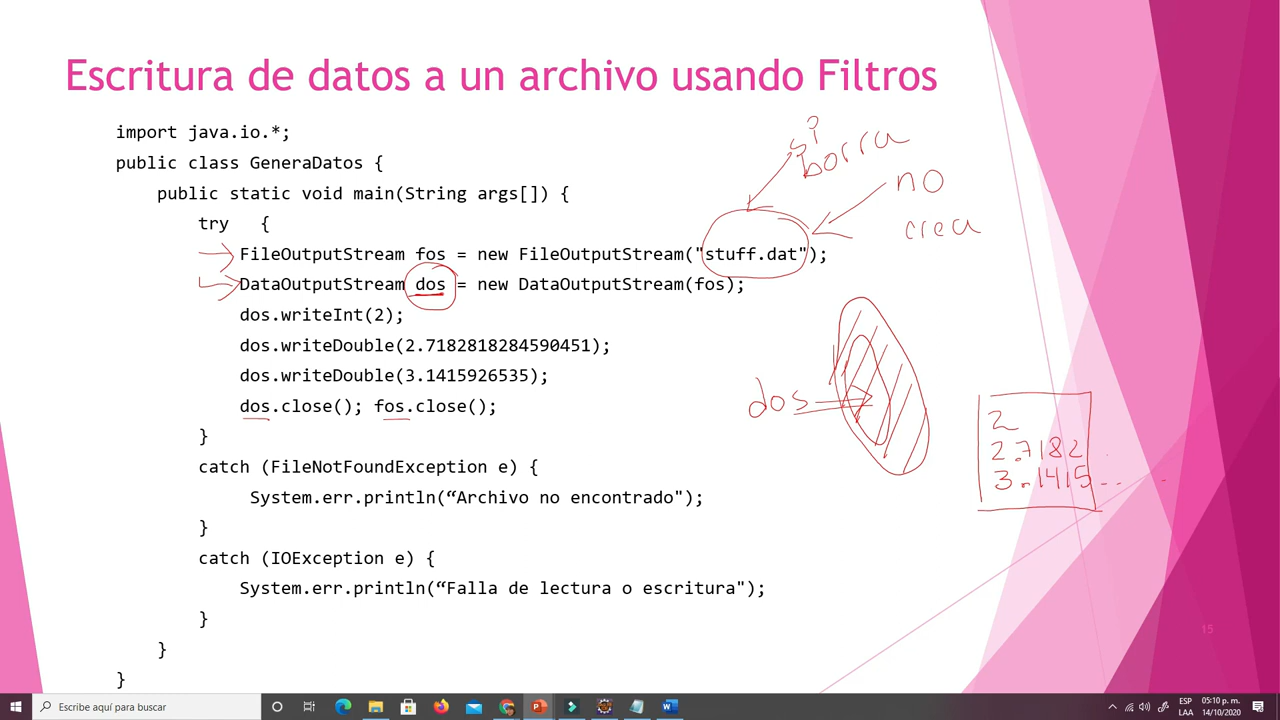 Escritura de datos a un archivo usando Filtros
import java.io.*;
public class GeneraDatos {
public static void main(String args[]) {
try {
FileOutputStream fos = new FileOutputStream("stuff.dat");
DataOutputStream dos = new DataOutputStream(fos);
dos.writeInt(2);
dos.writeDouble(2.7182818284590451);
dos.writeDouble(3.1415926535);
dos.close(); fos.close();
}
catch (FileNotFoundException e) {
System.err.println(“Archivo no encontrado");
}
catch (IOException e) {
System.err.println(“Falla de lectura o escritura");
}
}
}
sí
borra
no
crea
dos
2
2.7182
3.1415...
15
Escribe aquí para buscar
ESP
LAA
05:10 p. m.
14/10/2020